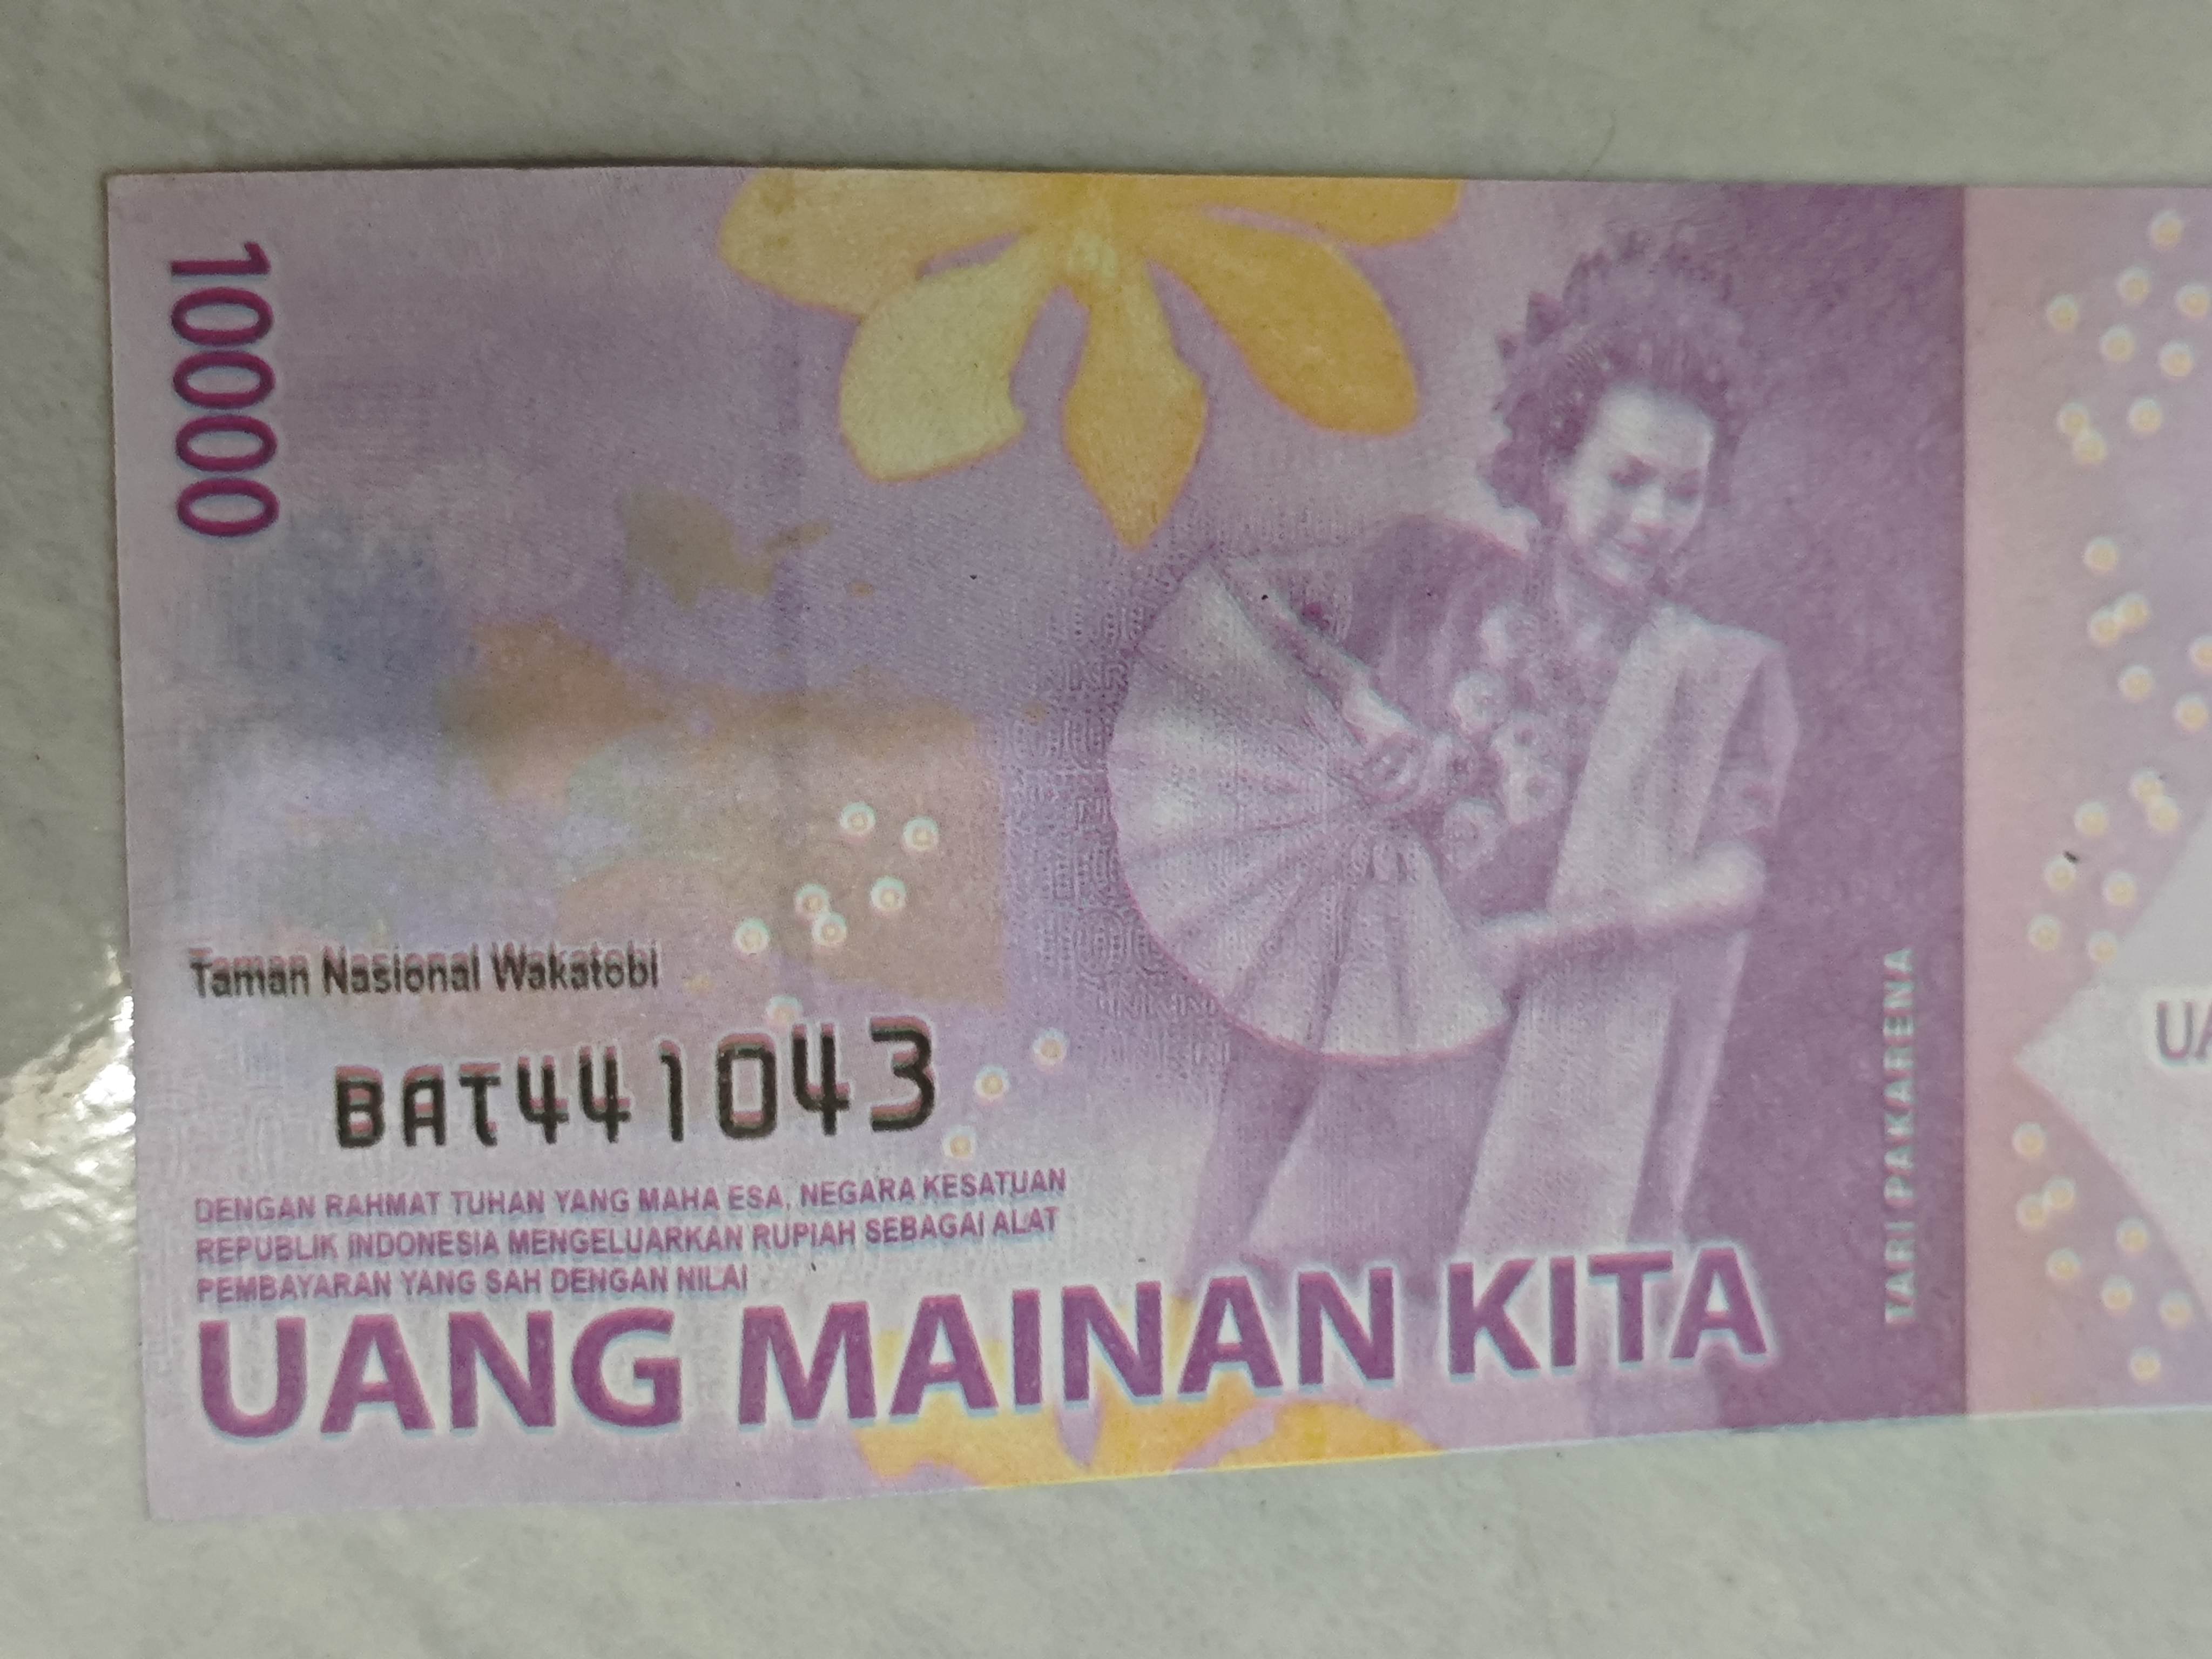 10000
Taman Nasional Wakatobi
BAT441043
DENGAN RAHMAT TUHAN YANG MAHA ESA, NEGARA KESATUAN
REPUBLIK INDONESIA MENGELUARKAN RUPIAH SEBAGAI ALAT
PEMBAYARAN YANG SAH DENGAN NILAI
UANG MAINAN KITA
TARI PAKARENA